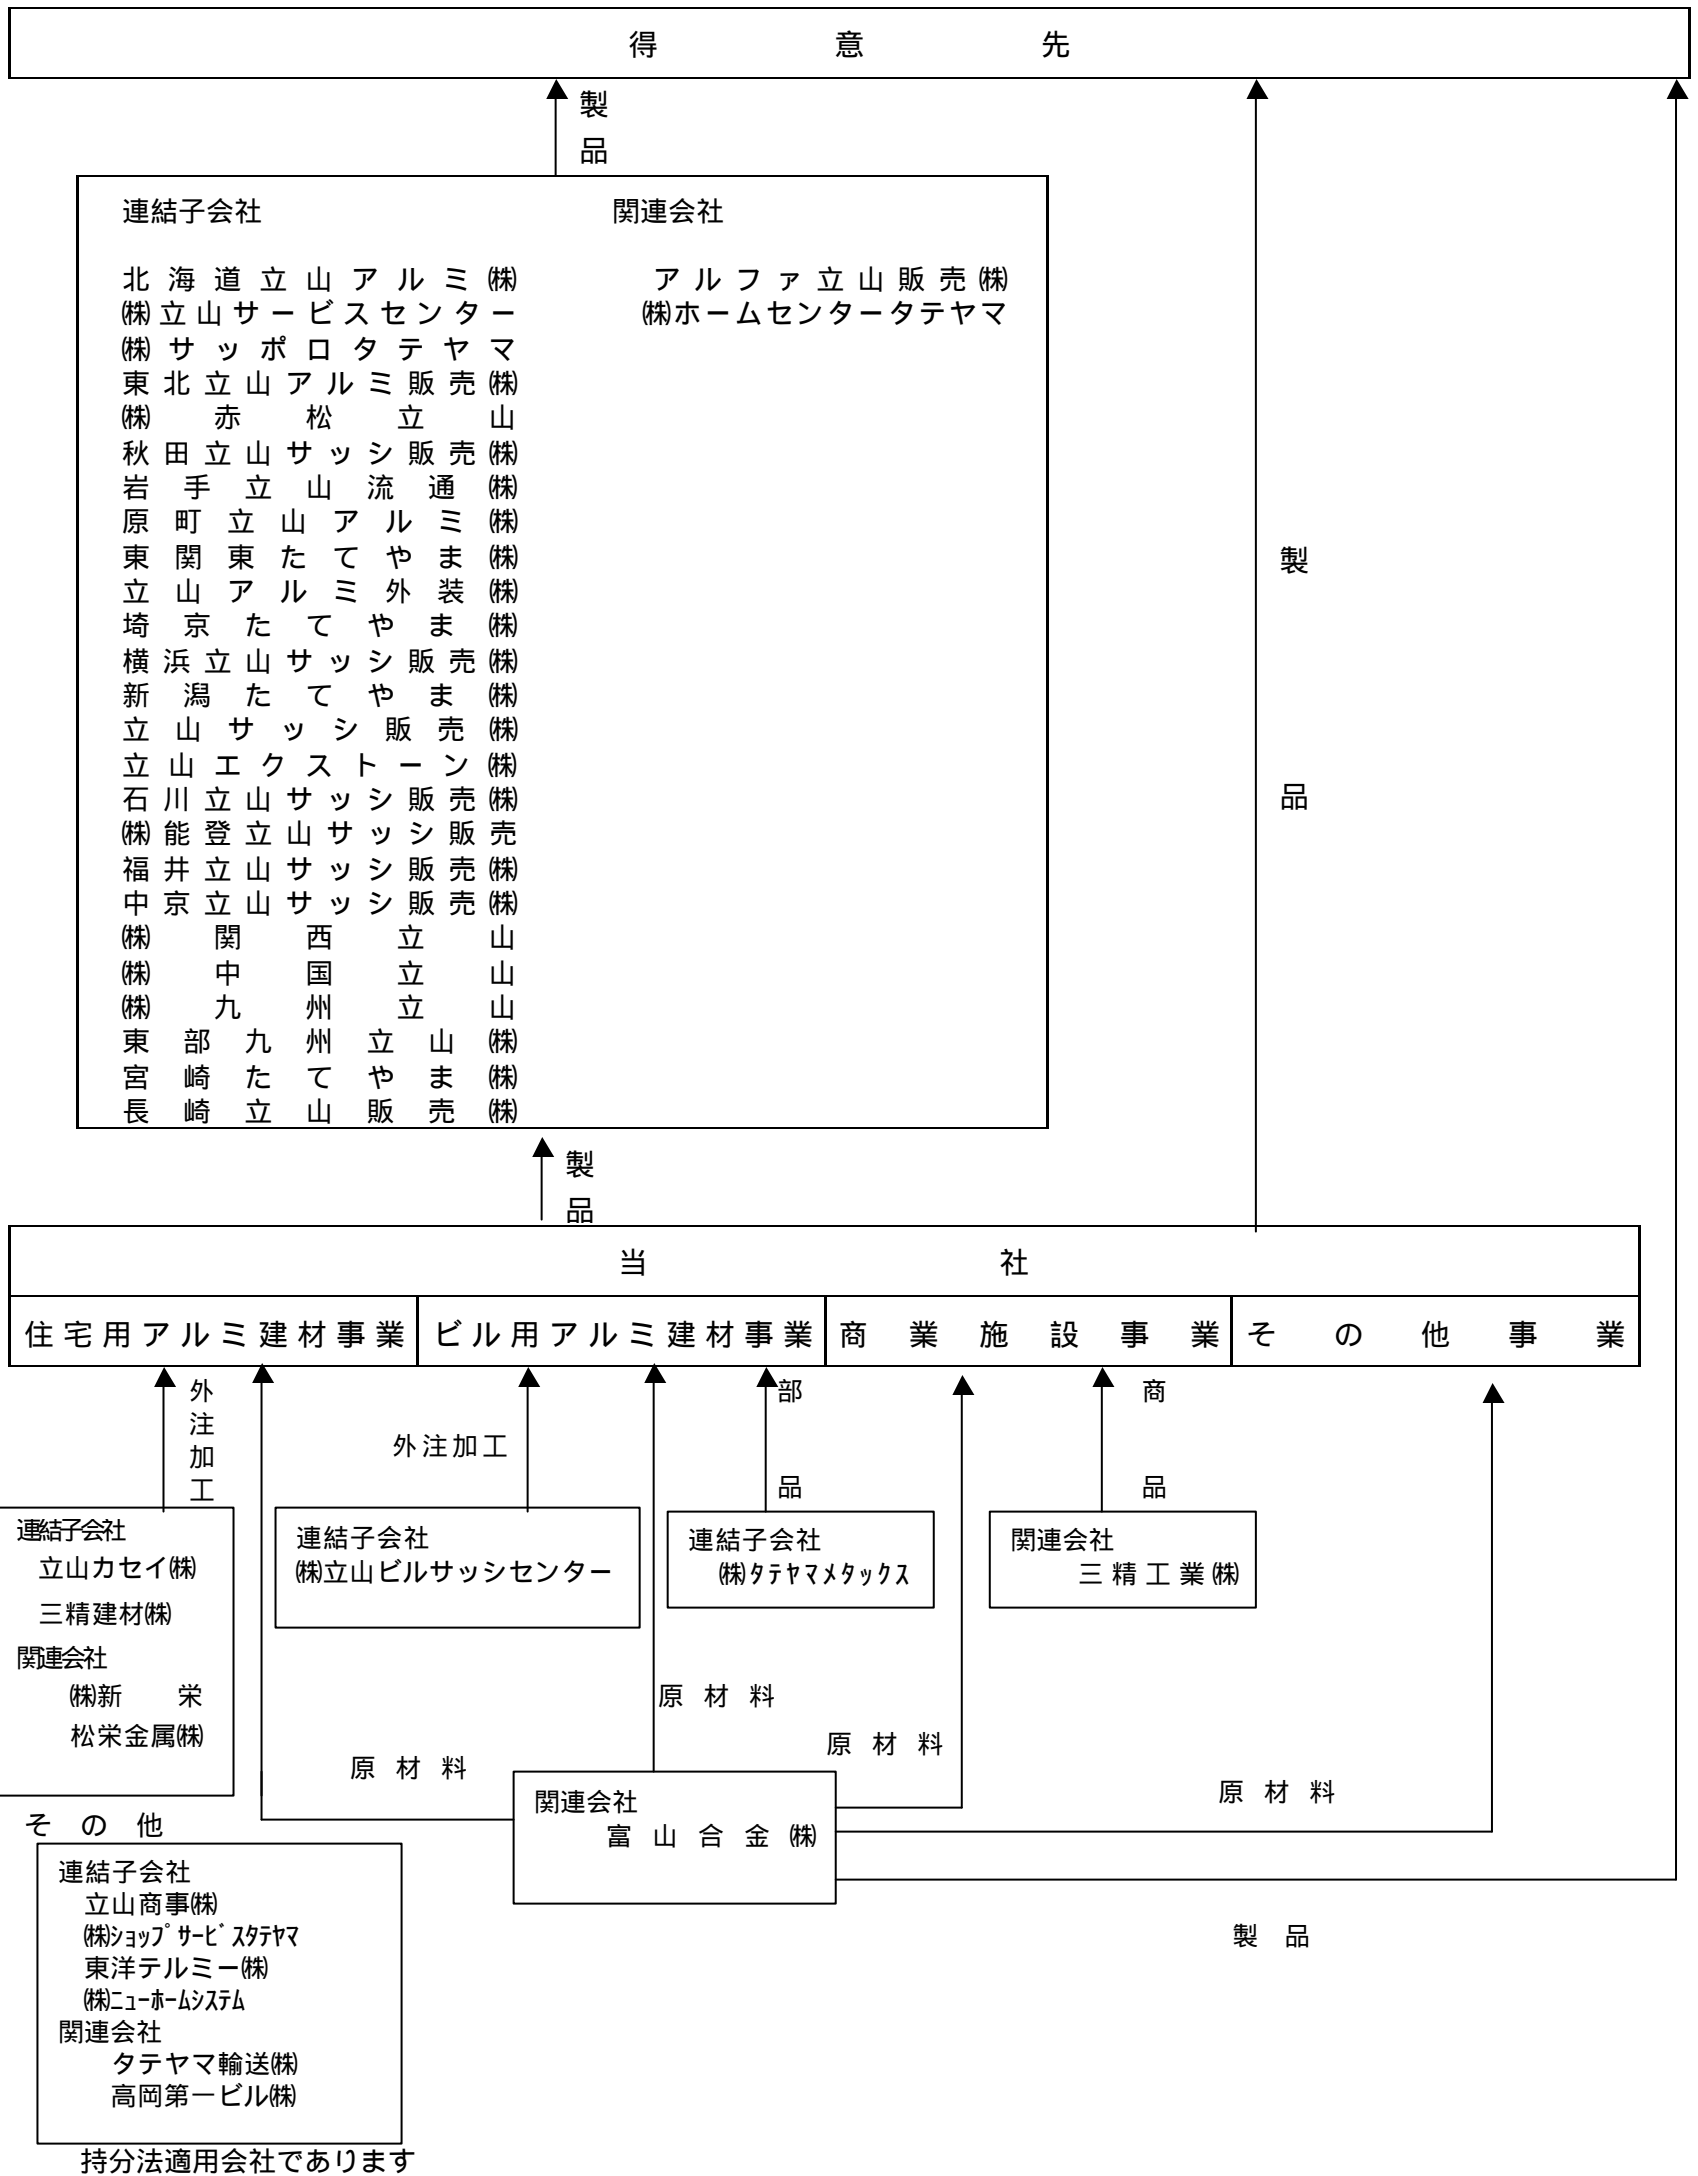 得意先
製品
連結子会社 関連会社
北海道立山アルミ㈱ アルファ立山販売㈱
㈱立山サービスセンター ㈱ホームセンタータテヤマ
㈱サッポロタテヤマ
東北立山アルミ販売㈱
㈱赤松立山
秋田立山サッシ販売㈱
岩手立山流通㈱
原町立山アルミ㈱
東関東たてやま㈱
立山アルミ外装㈱
埼京たてやま㈱
横浜立山サッシ販売㈱
新潟たてやま㈱
立山サッシ販売㈱
立山エクストーン㈱
石川立山サッシ販売㈱
㈱能登立山サッシ販売
福井立山サッシ販売㈱
中京立山サッシ販売㈱
㈱関西立山
㈱中国立山
㈱九州立山
東部九州立山㈱
宮崎たてやま㈱
長崎立山販売㈱
製品
製品
当社
住宅用アルミ建材事業 ビル用アルミ建材事業 商業施設事業 その他事業
外注加工
外注加工
部品
商品
連結子会社
立山カセイ㈱
三精建材㈱
関連会社
㈱新栄
松栄金属㈱
連結子会社
㈱立山ビルサッシセンター
連結子会社
㈱ﾀﾃﾔﾏﾒﾀｯｸｽ
関連会社
三精工業㈱
原材料
原材料
原材料
原材料
関連会社
富山合金㈱
製品
その他
連結子会社
立山商事㈱
㈱ｼｮｯﾌﾟｻｰﾋﾞｽﾀﾃﾔﾏ
東洋テルミー㈱
㈱ﾆｭｰﾎｰﾑｼｽﾃﾑ
関連会社
タテヤマ輸送㈱
高岡第一ビル㈱
持分法適用会社であります